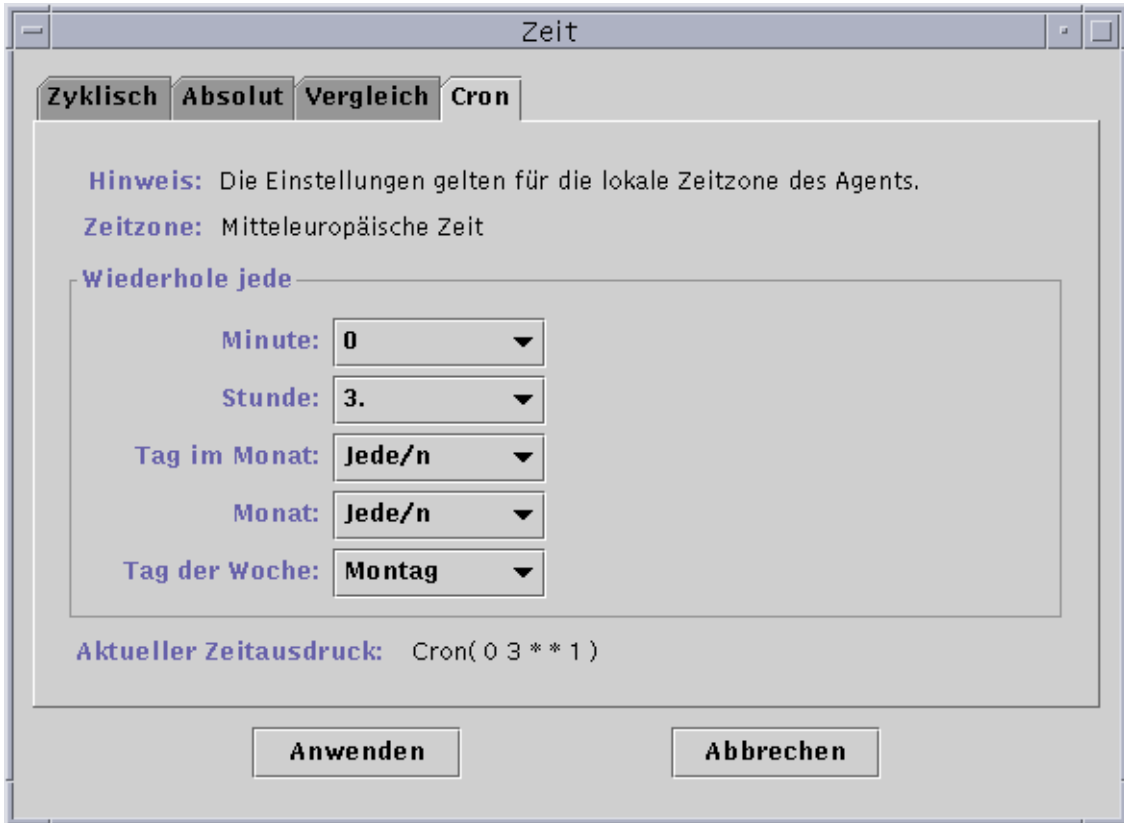 Zeit
Zyklisch Absolut Vergleich Cron
Hinweis: Die Einstellungen gelten für die lokale Zeitzone des Agents.
Zeitzone: Mitteleuropäische Zeit
Wiederhole jede
Minute: 0
Stunde: 3.
Tag im Monat: Jede/n
Monat: Jede/n
Tag der Woche: Montag
Aktueller Zeitausdruck: Cron( 0 3 * * 1 )
Anwenden Abbrechen